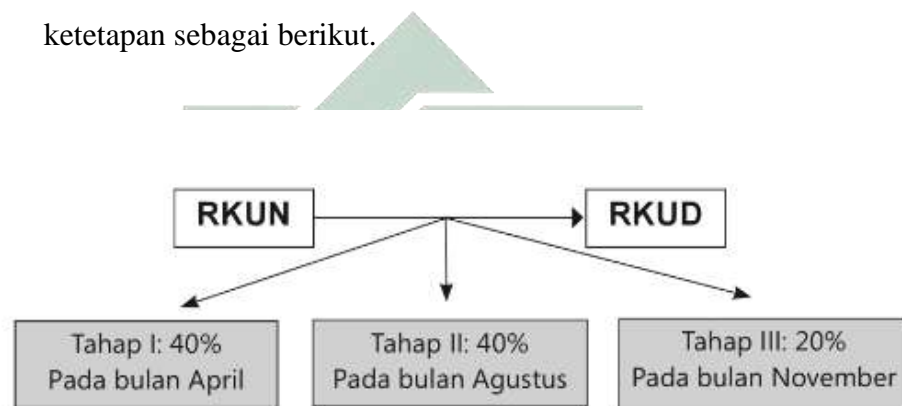 ketetapan sebagai berikut.
RKUN
RKUD
Tahap I: 40%
Pada bulan April
Tahap II: 40%
Pada bulan Agustus
Tahap III: 20%
Pada bulan November